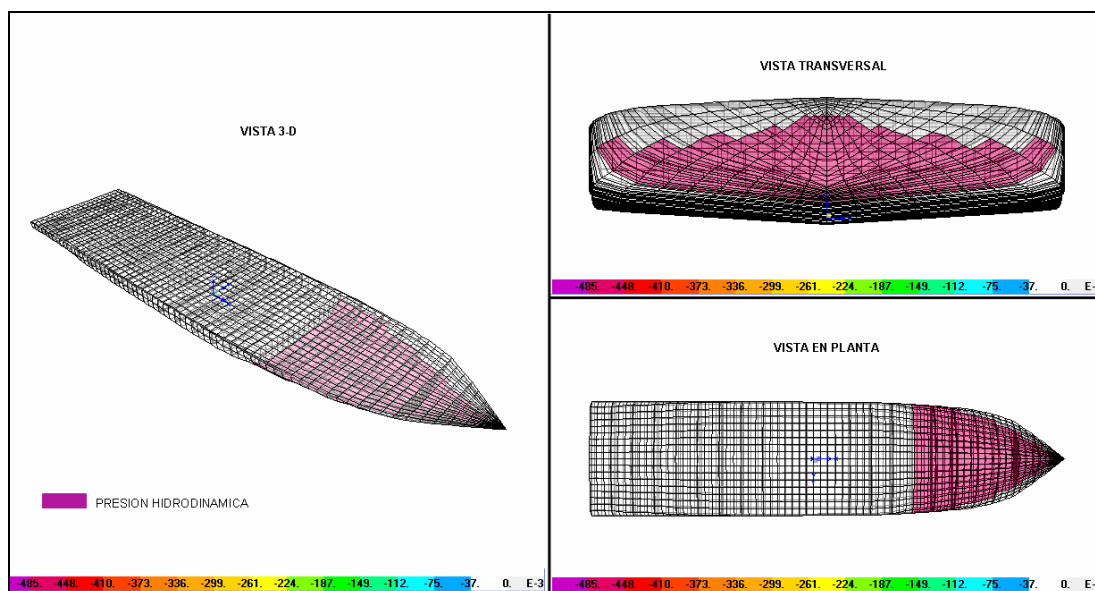 VISTA 3-D
PRESION HIDRODINAMICA
-485. -448. -410. -373. -336. -299. -261. -224. -187. -149. -112. -75. -37. 0. E-3
VISTA TRANSVERSAL
-485. -448. -410. -373. -336. -299. -261. -224. -187. -149. -112. -75. -37. 0. E-
VISTA EN PLANTA
-485. -448. -410. -373. -336. -299. -261. -224. -187. -149. -112. -75. -37. 0. E-